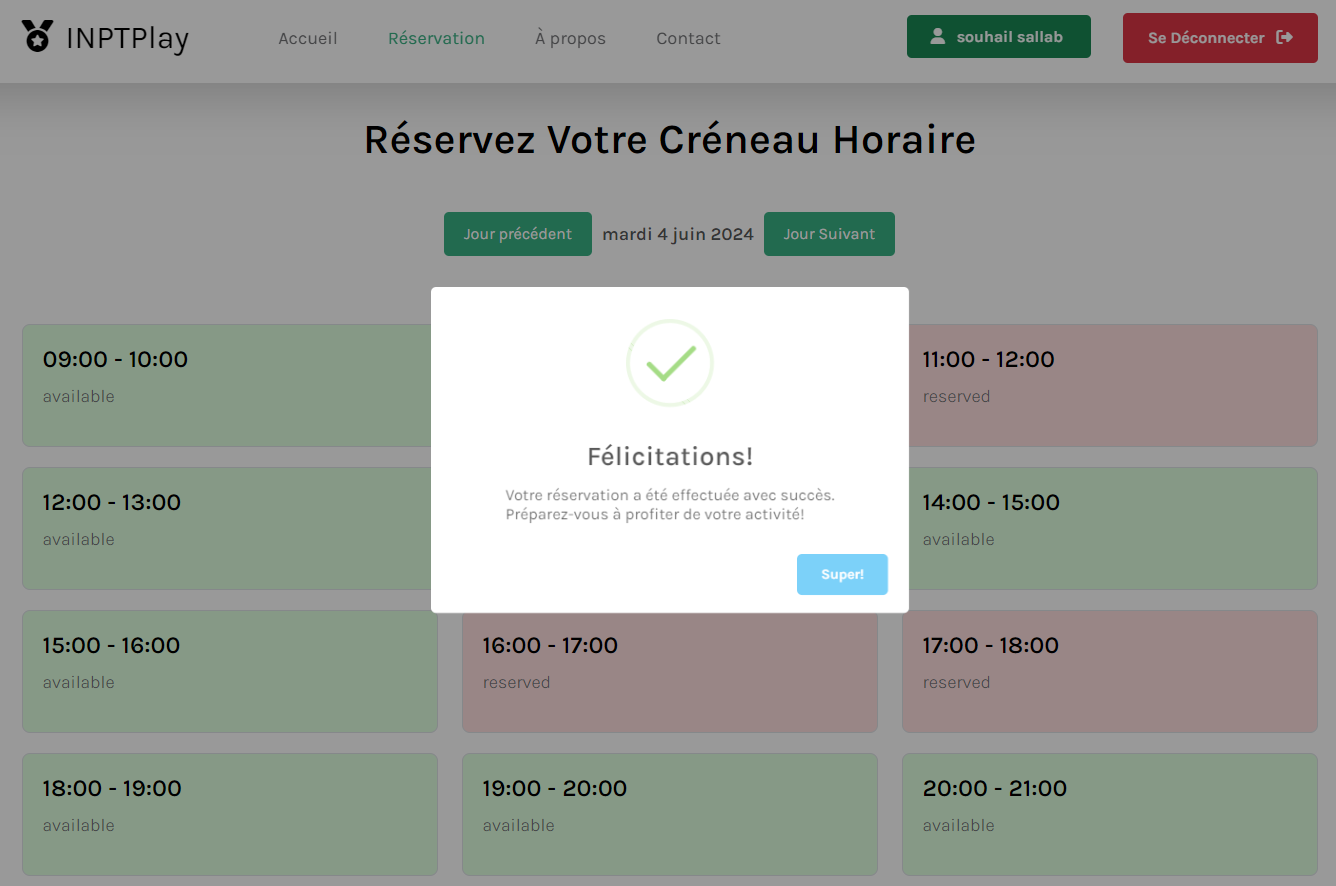 INPTPlay
Accueil
Réservation
À propos
Contact
souhail sallab
Se Déconnecter
Réservez Votre Créneau Horaire
Jour précédent
mardi 4 juin 2024
Jour Suivant
09:00 - 10:00
available
11:00 - 12:00
reserved
Félicitations!
Votre réservation a été effectuée avec succès.
Préparez-vous à profiter de votre activité!
Super!
12:00 - 13:00
available
14:00 - 15:00
available
15:00 - 16:00
available
16:00 - 17:00
reserved
17:00 - 18:00
reserved
18:00 - 19:00
available
19:00 - 20:00
available
20:00 - 21:00
available